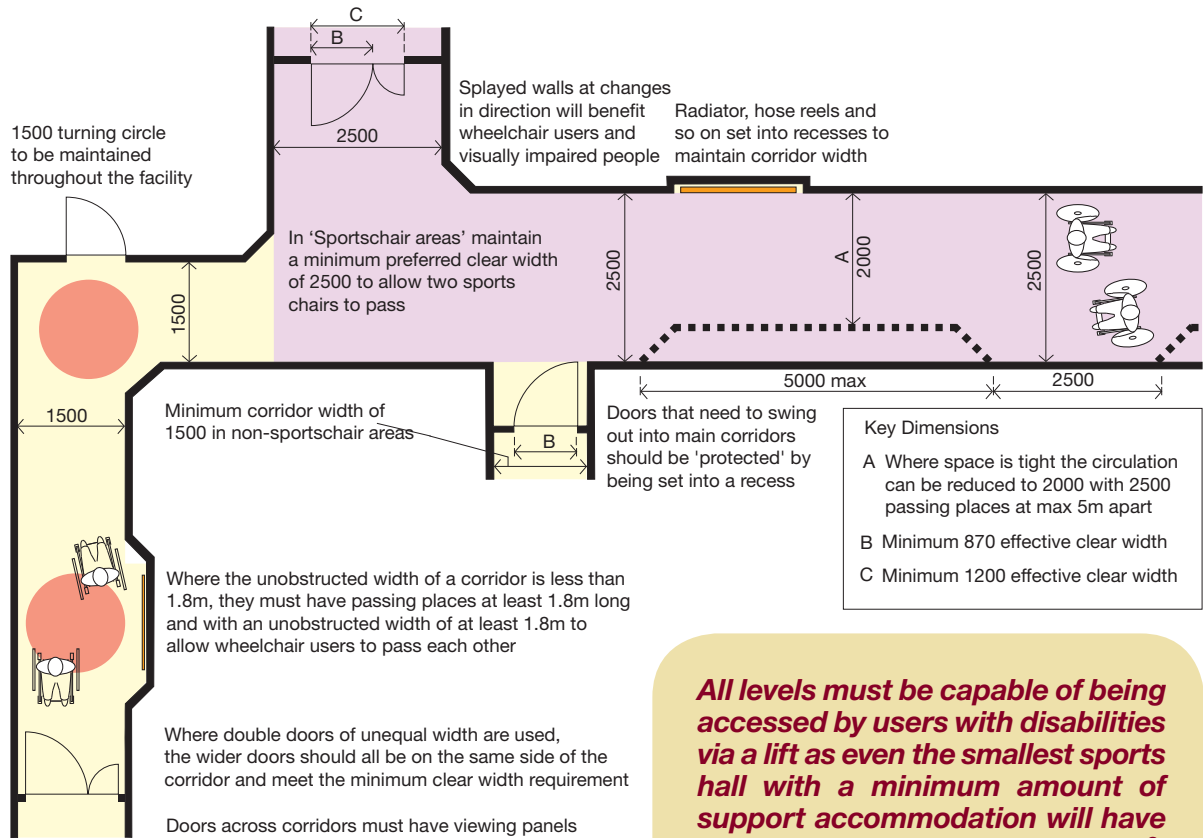 C
B
2500
Splayed walls at changes
in direction will benefit
wheelchair users and
visually impaired people
Radiator, hose reels and
so on set into recesses to
maintain corridor width
1500 turning circle
to be maintained
throughout the facility
In ‘Sportschair areas’ maintain
a minimum preferred clear width
of 2500 to allow two sports
chairs to pass
1500
2500
A
2000
2500
5000 max
2500
1500
Minimum corridor width of
1500 in non-sportschair areas
B
Doors that need to swing
out into main corridors
should be 'protected' by
being set into a recess
Key Dimensions
A Where space is tight the circulation
can be reduced to 2000 with 2500
passing places at max 5m apart
B Minimum 870 effective clear width
C Minimum 1200 effective clear width
Where the unobstructed width of a corridor is less than
1.8m, they must have passing places at least 1.8m long
and with an unobstructed width of at least 1.8m to
allow wheelchair users to pass each other
Where double doors of unequal width are used,
the wider doors should all be on the same side of the
corridor and meet the minimum clear width requirement
Doors across corridors must have viewing panels
All levels must be capable of being
accessed by users with disabilities
via a lift as even the smallest sports
hall with a minimum amount of
support accommodation will have